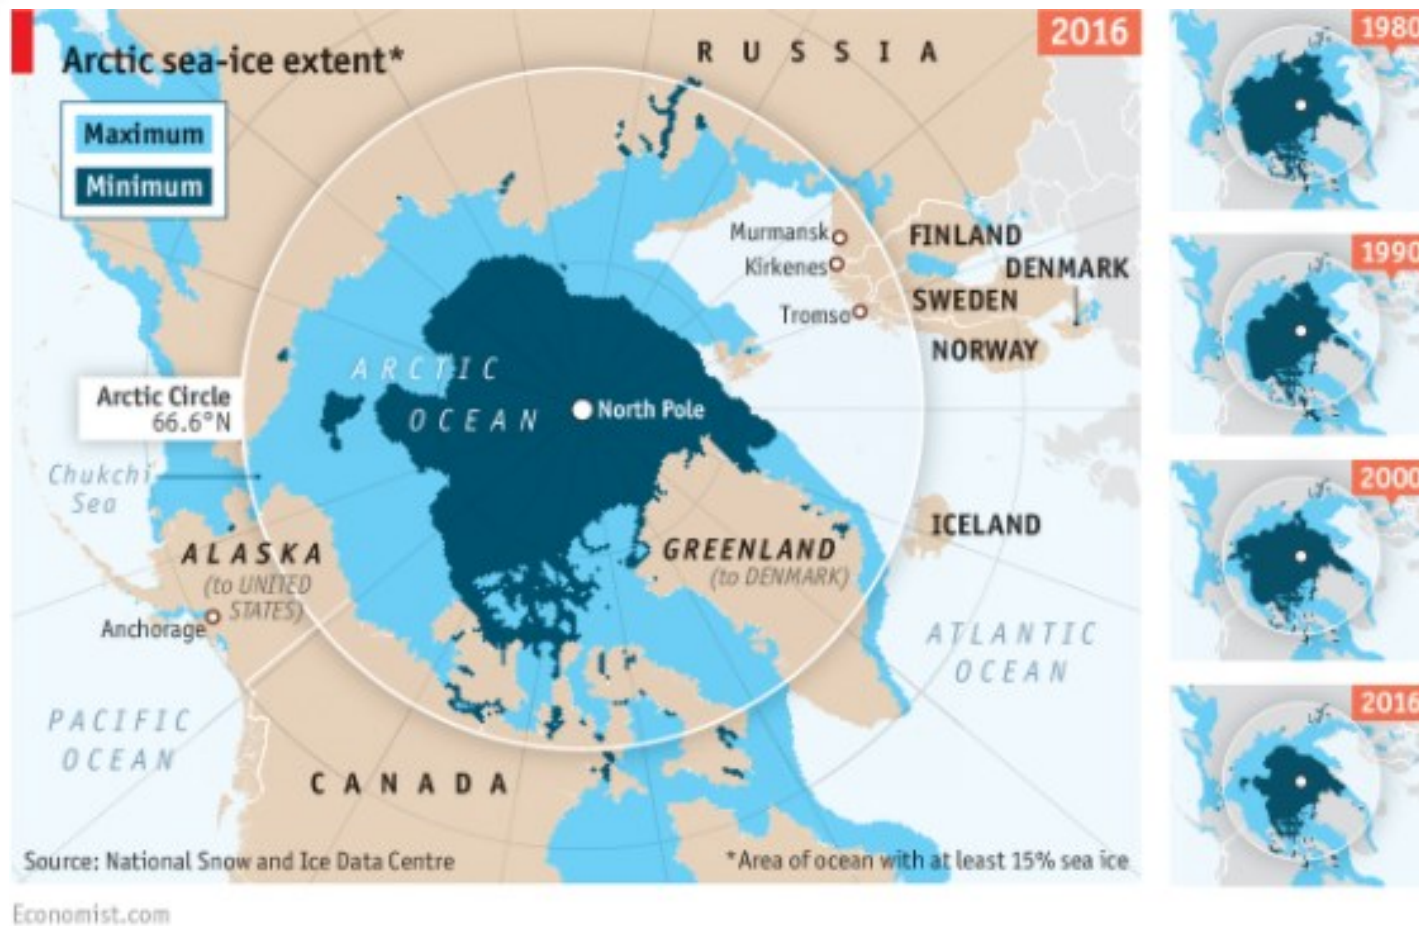 Arctic sea-ice extent*
Maximum
Minimum
2016
RUSSIA
Murmansk
Kirkenes
Tromso
FINLAND
DENMARK
SWEDEN
NORWAY
ARCTIC
OCEAN
North Pole
Arctic Circle
66.6°N
Chukchi
Sea
ALASKA
(to UNITED
STATES)
Anchorage
GREENLAND
(to DENMARK)
ICELAND
ATLANTIC
OCEAN
PACIFIC
OCEAN
CANADA
Source: National Snow and Ice Data Centre
*Area of ocean with at least 15% sea ice
1980
1990
2000
2016
Economist.com